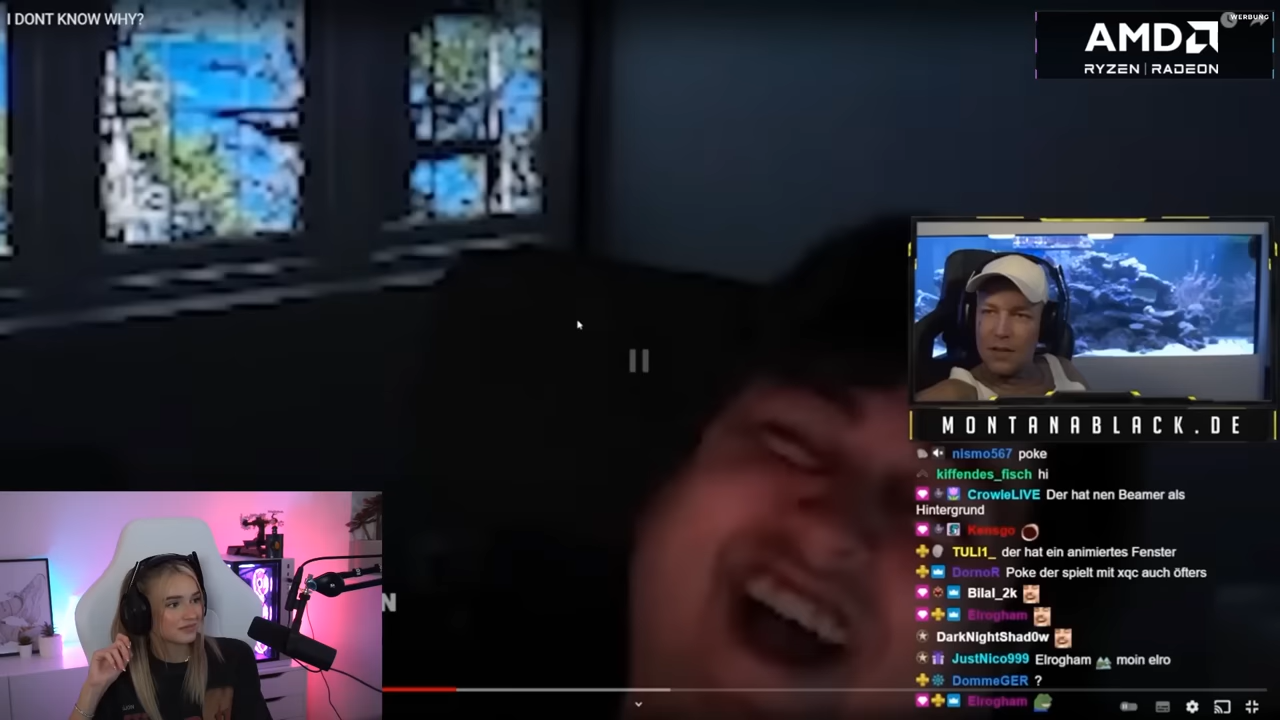 I DONT KNOW WHY?
WERBUNG
AMD
RYZEN | RADEON
MONTANABLACK.DE
nismo567 poke
kiffendes_fisch hi
CrowleLIVE Der hat nen Beamer als
Hintergrund
Kensgo
TULI1_ der hat ein animiertes Fenster
DornoR Poke der spielt mit xqc auch öfters
Bilal_2k
Elrogham
DarkNightShad0w
JustNico999 Elrogham moin elro
DommeGER ?
Elrogham
N